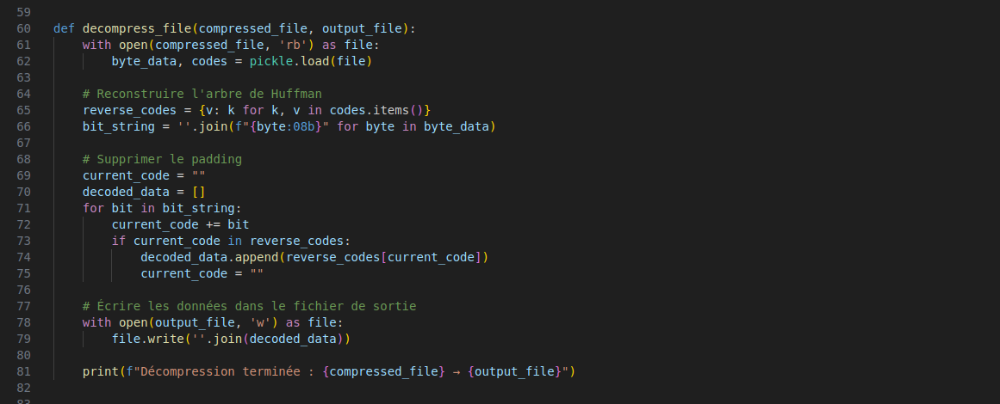 59
60 def decompress_file(compressed_file, output_file):
61     with open(compressed_file, 'rb') as file:
62         byte_data, codes = pickle.load(file)
63
64     # Reconstruire l'arbre de Huffman
65     reverse_codes = {v: k for k, v in codes.items()}
66     bit_string = ''.join(f"{byte:08b}" for byte in byte_data)
67
68     # Supprimer le padding
69     current_code = ""
70     decoded_data = []
71     for bit in bit_string:
72         current_code += bit
73         if current_code in reverse_codes:
74             decoded_data.append(reverse_codes[current_code])
75             current_code = ""
76
77     # Écrire les données dans le fichier de sortie
78     with open(output_file, 'w') as file:
79         file.write(''.join(decoded_data))
80
81     print(f"Décompression terminée : {compressed_file} → {output_file}")
82
83